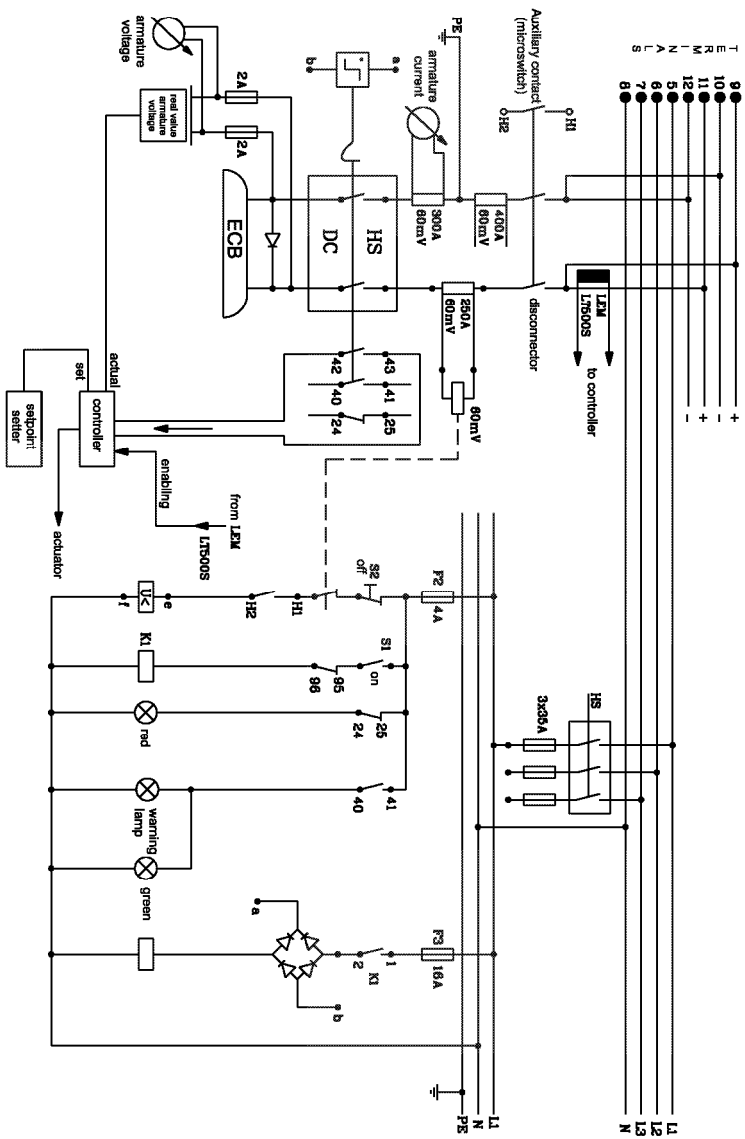 TERMINALS
9 +
10 -
11 +
12 -
5 L1
6 L2
7 L3
8 N
LEM
LT500S
to controller
Auxiliary contact
(microswitch)
H1
H2
disconnector
400A
60mV
PE
300A
60mV
armature
current
250A
60mV
60mV
a
b
HS
DC
43
42
41
40
25
24
ECB
2A
2A
armature
voltage
real value
armature
voltage
actual
set
controller
setpoint
setter
enabling
from LEM
LT500S
actuator
HS
3x35A
L1
N
PE
F2
4A
S2
off
H1
H2
e
U<
f
S1
on
95
96
K1
25
24
red
41
40
warning
lamp
green
F3
16A
1
2
K1
a
b